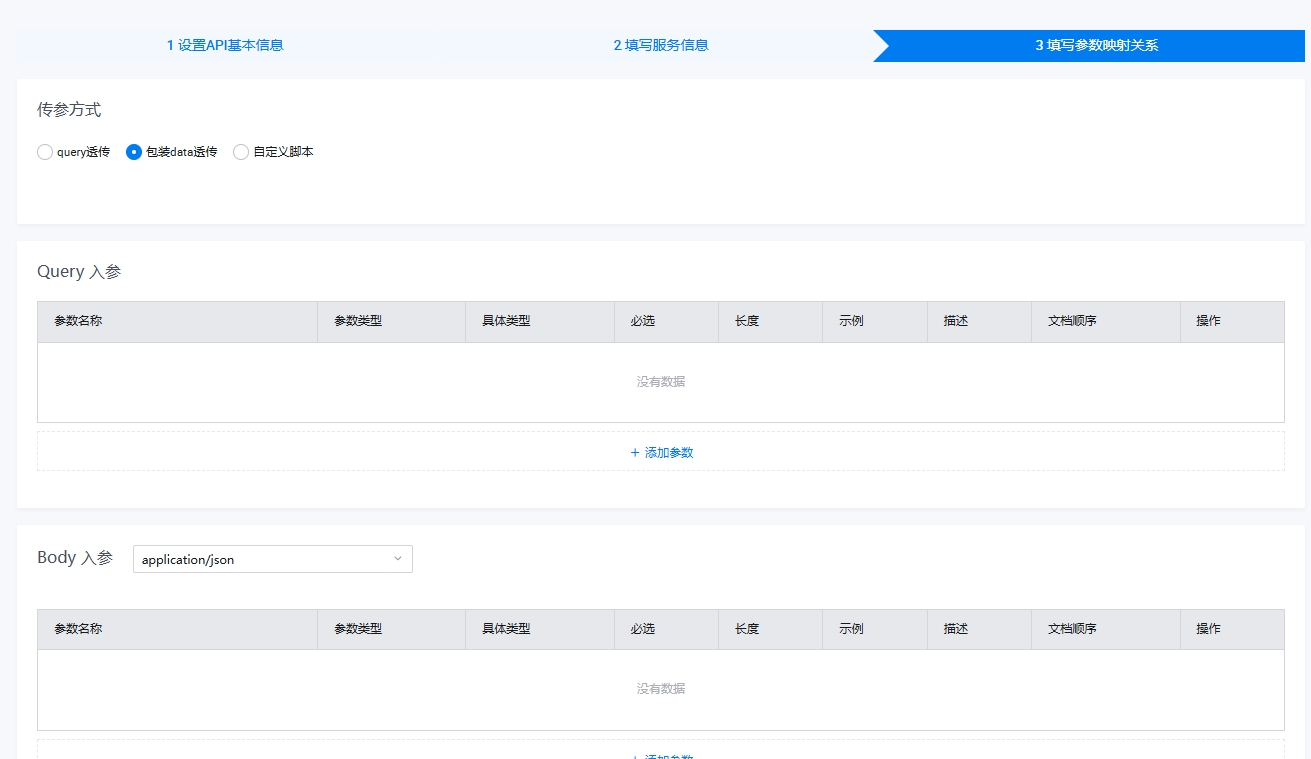 1 设置API基本信息 2 填写服务信息 3 填写参数映射关系
传参方式
query透传 包装data透传 自定义脚本
Query 入参
参数名称 参数类型 具体类型 必选 长度 示例 描述 文档顺序 操作
没有数据
+ 添加参数
Body 入参 application/json
参数名称 参数类型 具体类型 必选 长度 示例 描述 文档顺序 操作
没有数据
+ 添加参数